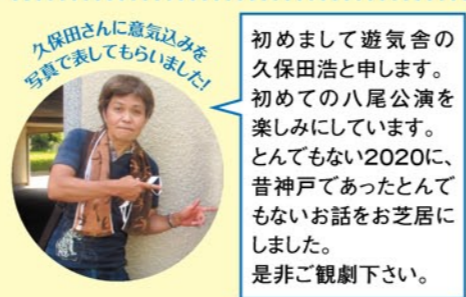 久保田さんに意気込みを
写真で表してもらいました!
初めまして遊気舎の
久保田浩と申します。
初めての八尾公演を
楽しみにしています。
とんでもない2020に、
昔神戸であったとんで
もないお話をお芝居に
しました。
是非ご観劇下さい。